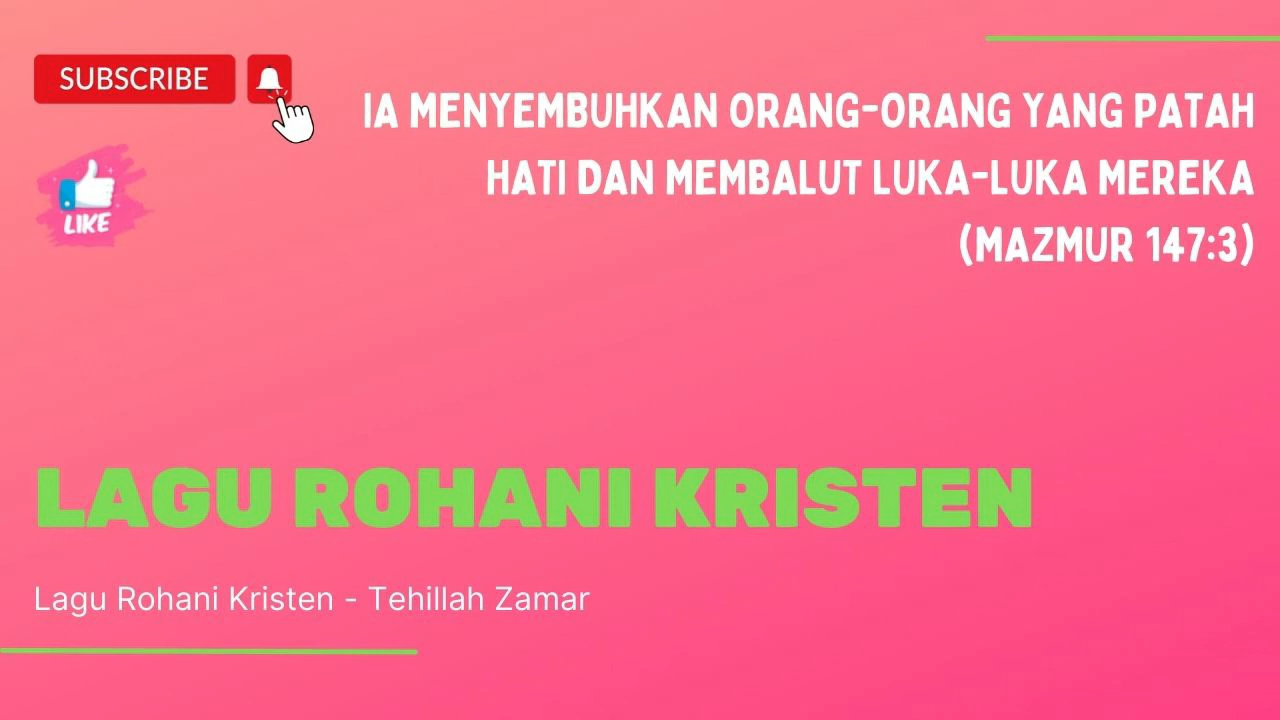 SUBSCRIBE
IA MENYEMBUHKAN ORANG-ORANG YANG PATAH
HATI DAN MEMBALUT LUKA-LUKA MEREKA
(MAZMUR 147:3)
LIKE
LAGU ROHANI KRISTEN
Lagu Rohani Kristen - Tehillah Zamar